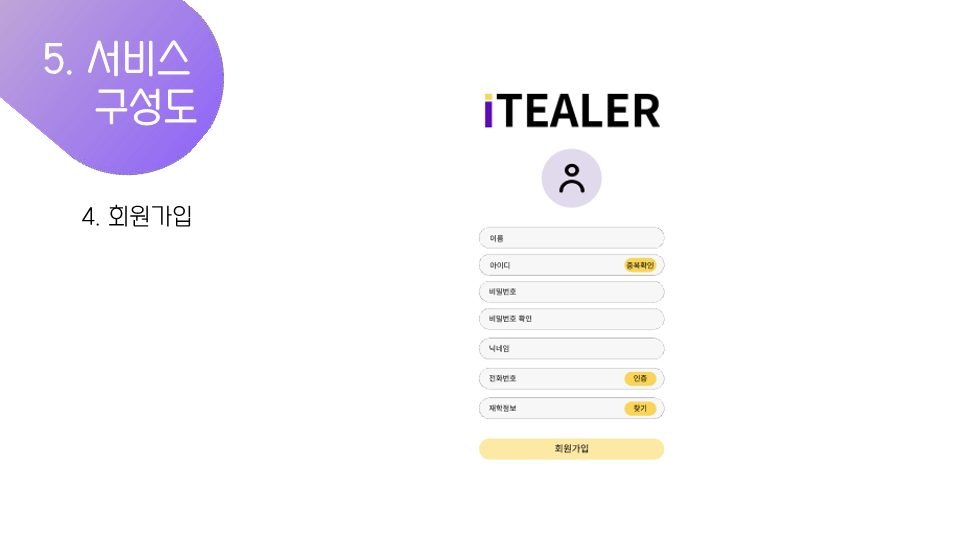 5. 서비스
구성도
4. 회원가입
iTEALER
이름
아이디 중복확인
비밀번호
비밀번호 확인
닉네임
전화번호 인증
재학정보 찾기
회원가입